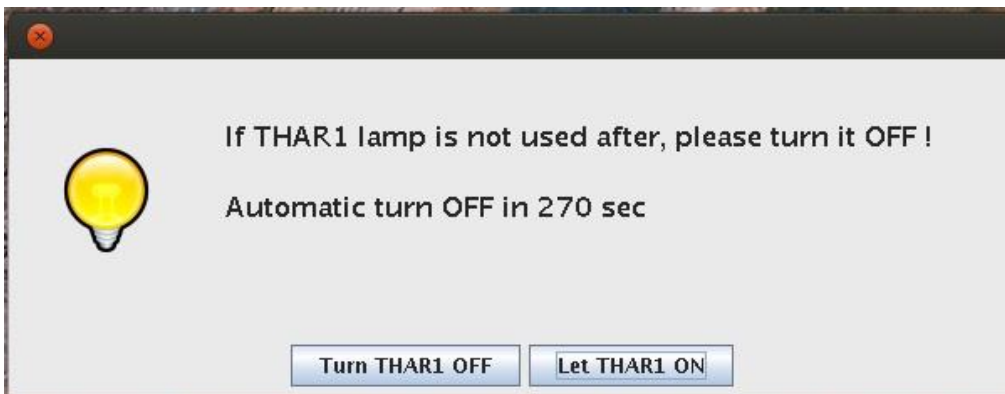 If THAR1 lamp is not used after, please turn it OFF !
Automatic turn OFF in 270 sec
Turn THAR1 OFF
Let THAR1 ON